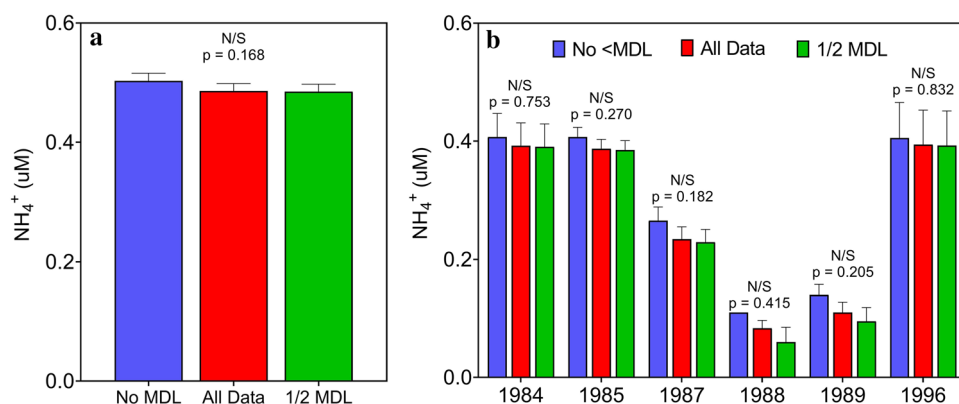 a
N/S
p = 0.168
NH4+ (uM)
0.6
0.4
0.2
0.0
No MDL
All Data
1/2 MDL
b
No <MDL
All Data
1/2 MDL
N/S
p = 0.753
N/S
p = 0.270
N/S
p = 0.182
N/S
p = 0.415
N/S
p = 0.205
N/S
p = 0.832
NH4+ (uM)
0.6
0.4
0.2
0.0
1984
1985
1987
1988
1989
1996